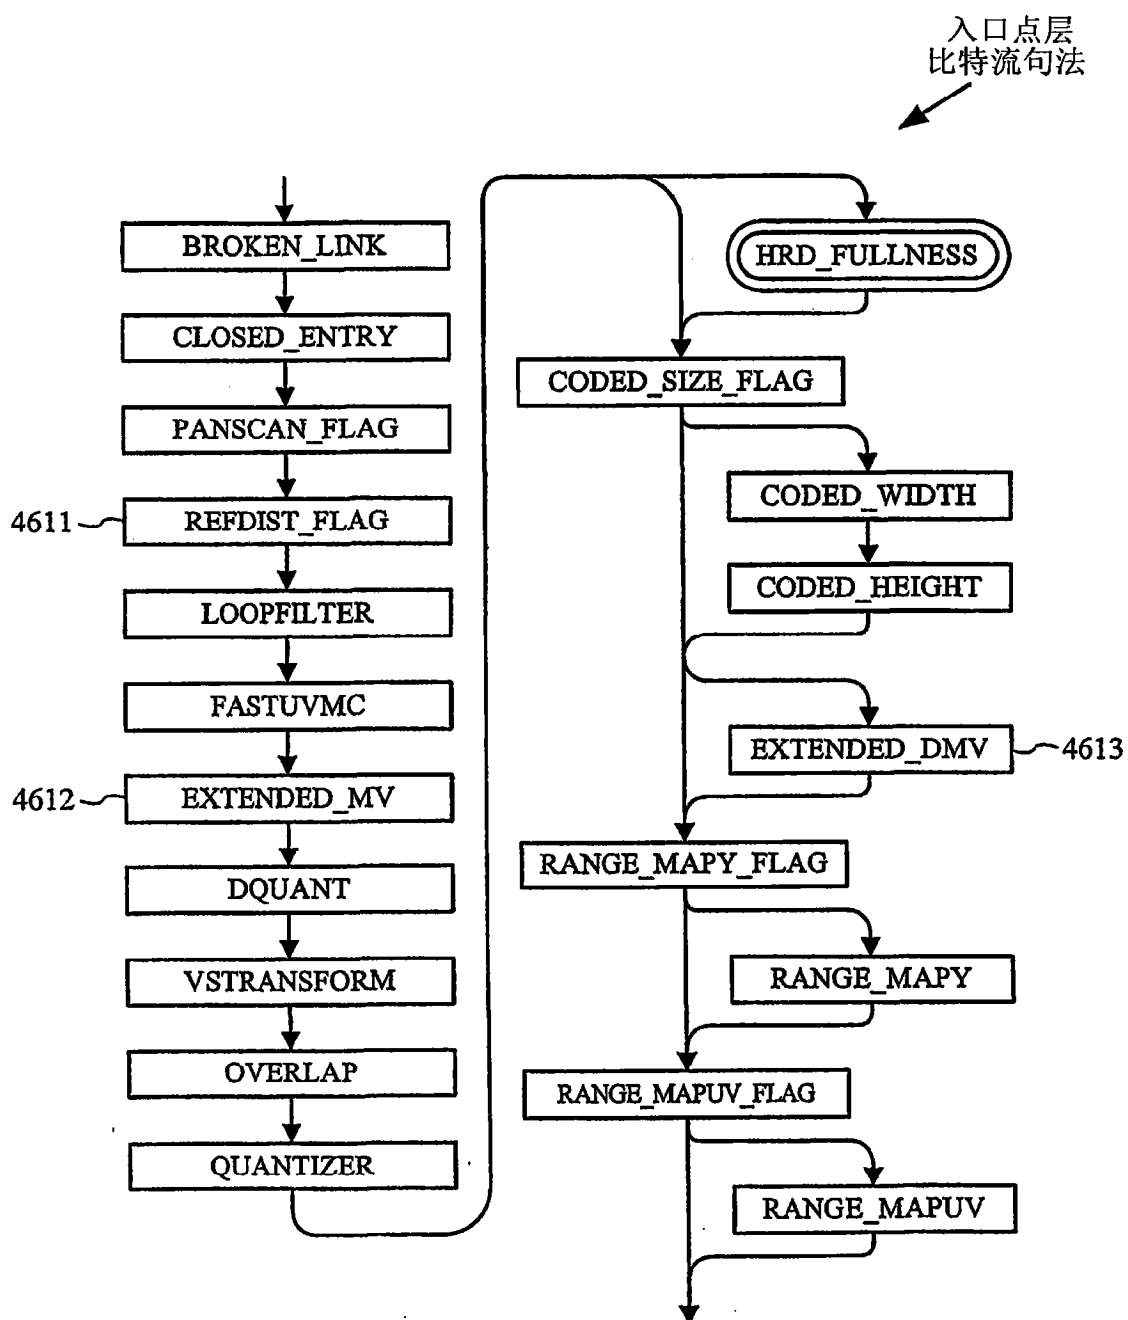 入口点层
比特流句法
BROKEN_LINK
CLOSED_ENTRY
PANSCAN_FLAG
4611
REFDIST_FLAG
LOOPFILTER
FASTUVMC
4612
EXTENDED_MV
DQUANT
VSTRANSFORM
OVERLAP
QUANTIZER
HRD_FULLNESS
CODED_SIZE_FLAG
CODED_WIDTH
CODED_HEIGHT
EXTENDED_DMV
4613
RANGE_MAPY_FLAG
RANGE_MAPY
RANGE_MAPUV_FLAG
RANGE_MAPUV